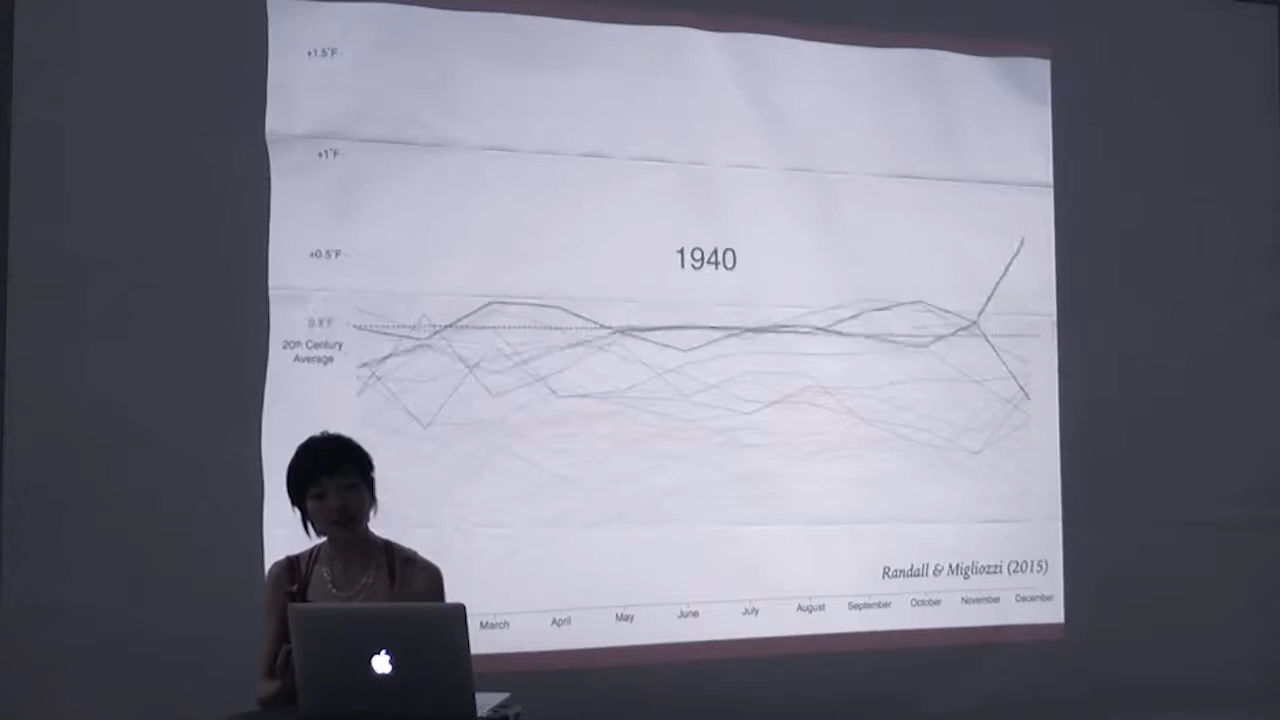 +1.5°F
+1°F
+0.5°F
1940
20th Century
Average
Randall & Migliozzi (2015)
March April May June July August September October November December